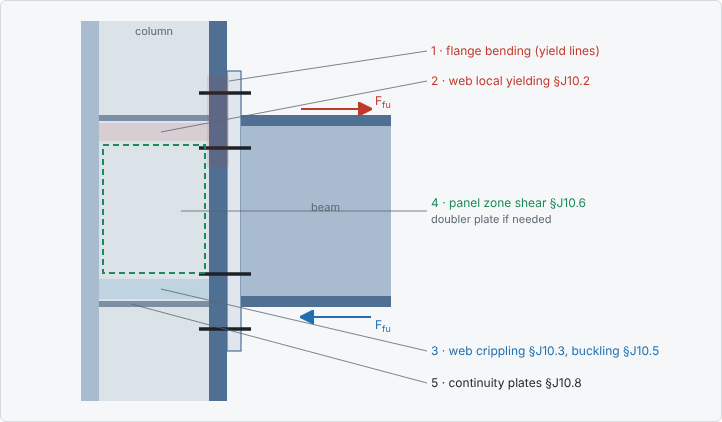 column
1 · flange bending (yield lines)
2 · web local yielding §J10.2
Ffu
beam
4 · panel zone shear §J10.6
doubler plate if needed
Ffu
3 · web crippling §J10.3, buckling §J10.5
5 · continuity plates §J10.8